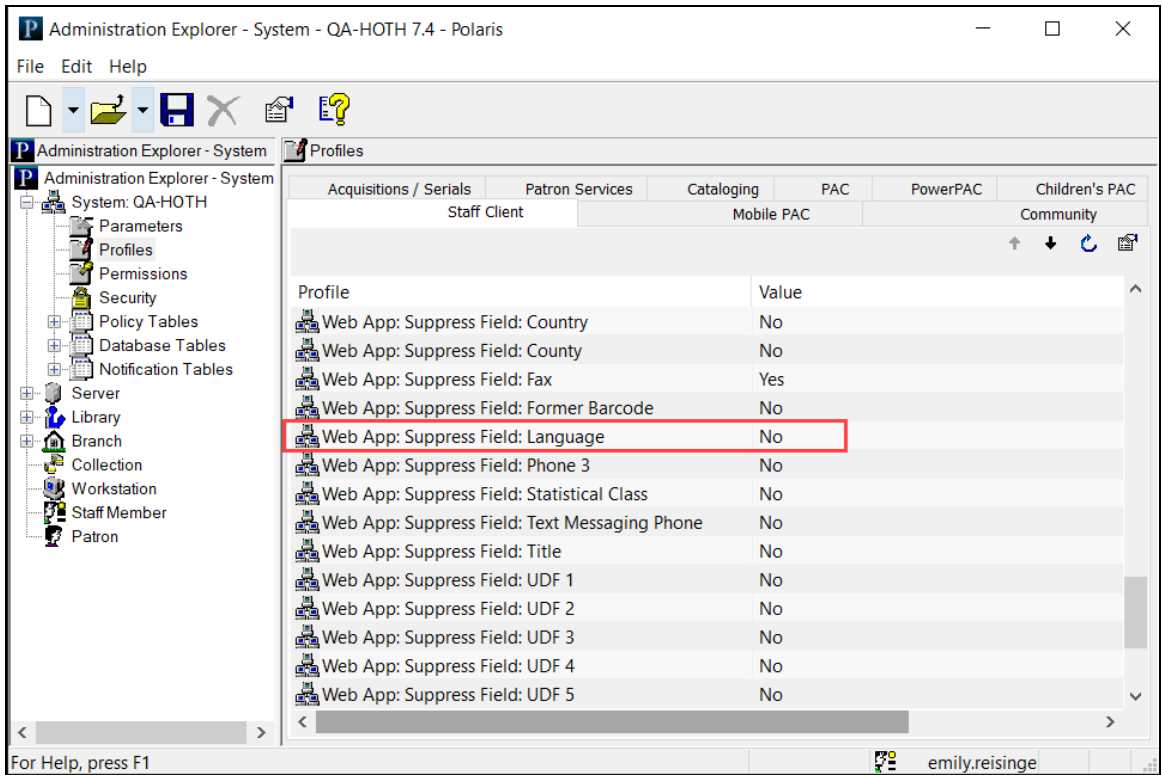 Administration Explorer - System - QA-HOTH 7.4 - Polaris
File Edit Help
Administration Explorer - System
Profiles
Administration Explorer - System
System: QA-HOTH
Parameters
Profiles
Permissions
Security
Policy Tables
Database Tables
Notification Tables
Server
Library
Branch
Collection
Workstation
Staff Member
Patron
Acquisitions / Serials Patron Services Cataloging PAC PowerPAC Children's PAC
Staff Client Mobile PAC Community
Profile Value
Web App: Suppress Field: Country No
Web App: Suppress Field: County No
Web App: Suppress Field: Fax Yes
Web App: Suppress Field: Former Barcode No
Web App: Suppress Field: Language No
Web App: Suppress Field: Phone 3 No
Web App: Suppress Field: Statistical Class No
Web App: Suppress Field: Text Messaging Phone No
Web App: Suppress Field: Title No
Web App: Suppress Field: UDF 1 No
Web App: Suppress Field: UDF 2 No
Web App: Suppress Field: UDF 3 No
Web App: Suppress Field: UDF 4 No
Web App: Suppress Field: UDF 5 No
For Help, press F1
emily.reisinge